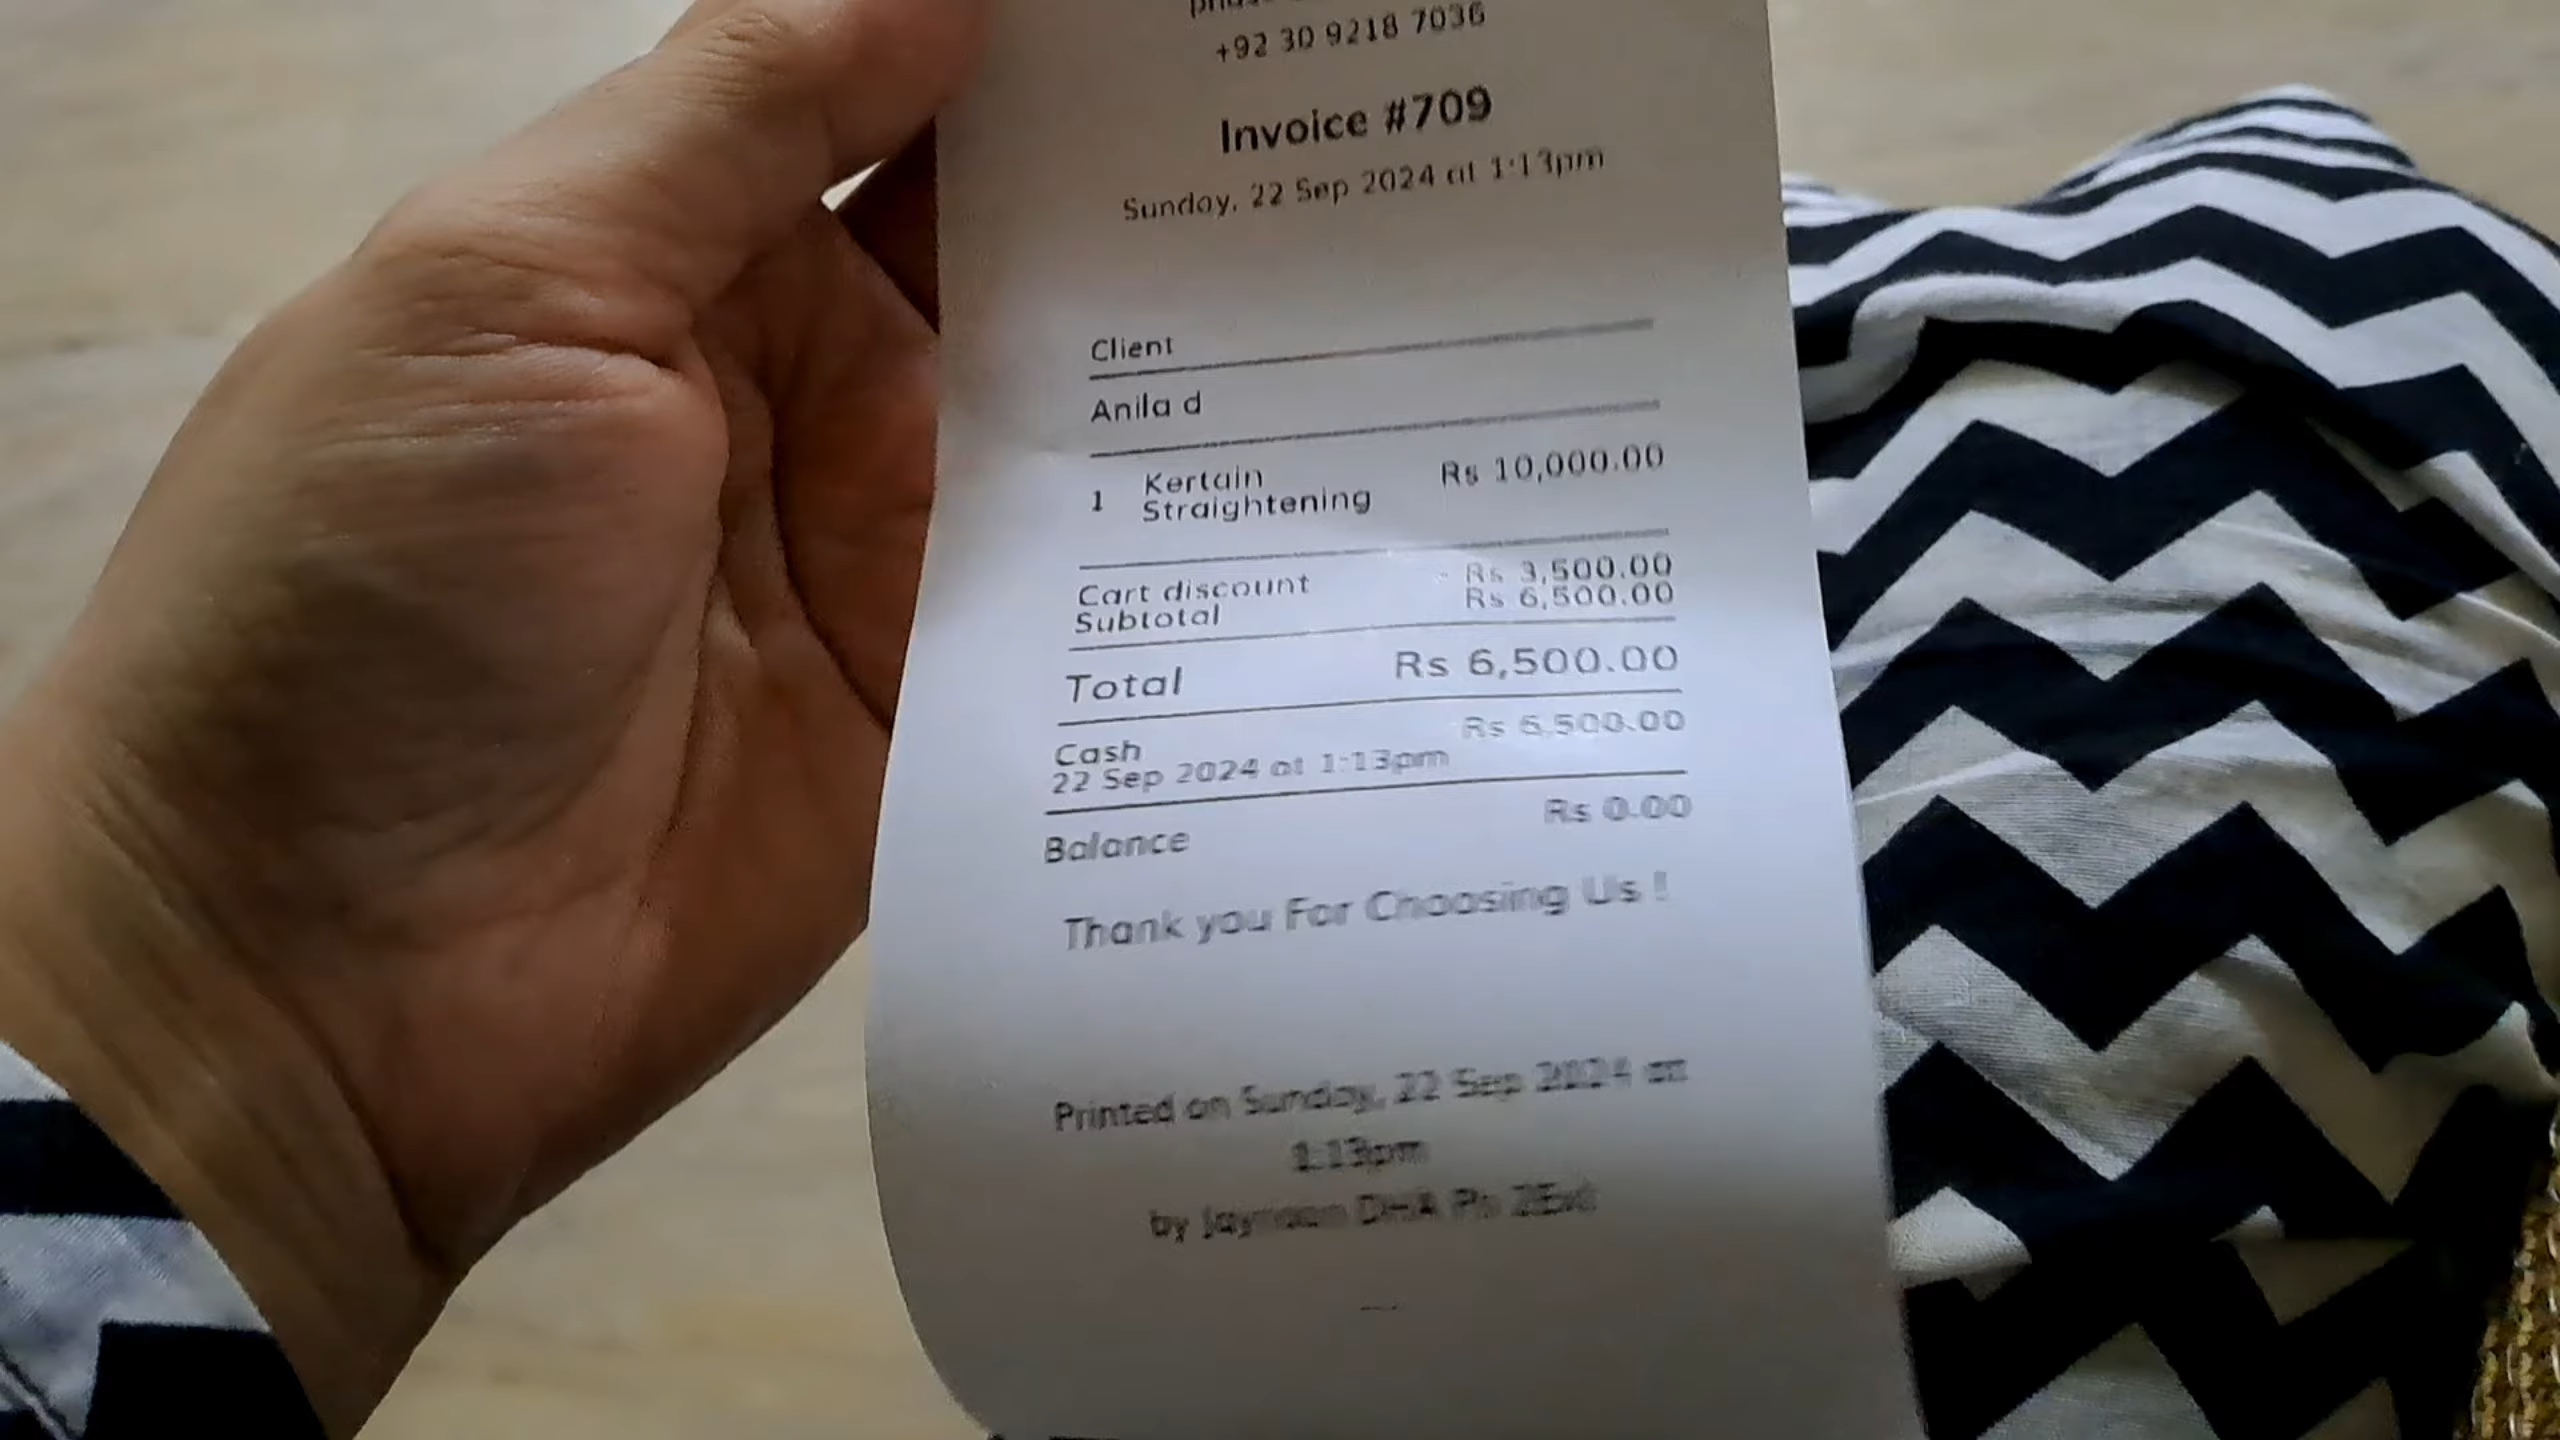 +92 30 9218 7036
Invoice #709
Sunday, 22 Sep 2024 at 1:13pm
Client
Anila d
1 Kertain Rs 10,000.00
Straightening
Cart discount - Rs 3,500.00
Subtotal Rs 6,500.00
Total Rs 6,500.00
Cash Rs 6,500.00
22 Sep 2024 at 1:13pm
Balance Rs 0.00
Thank you For Choosing Us !
Printed on Sunday, 22 Sep 2024 at
1:13pm
by DHA